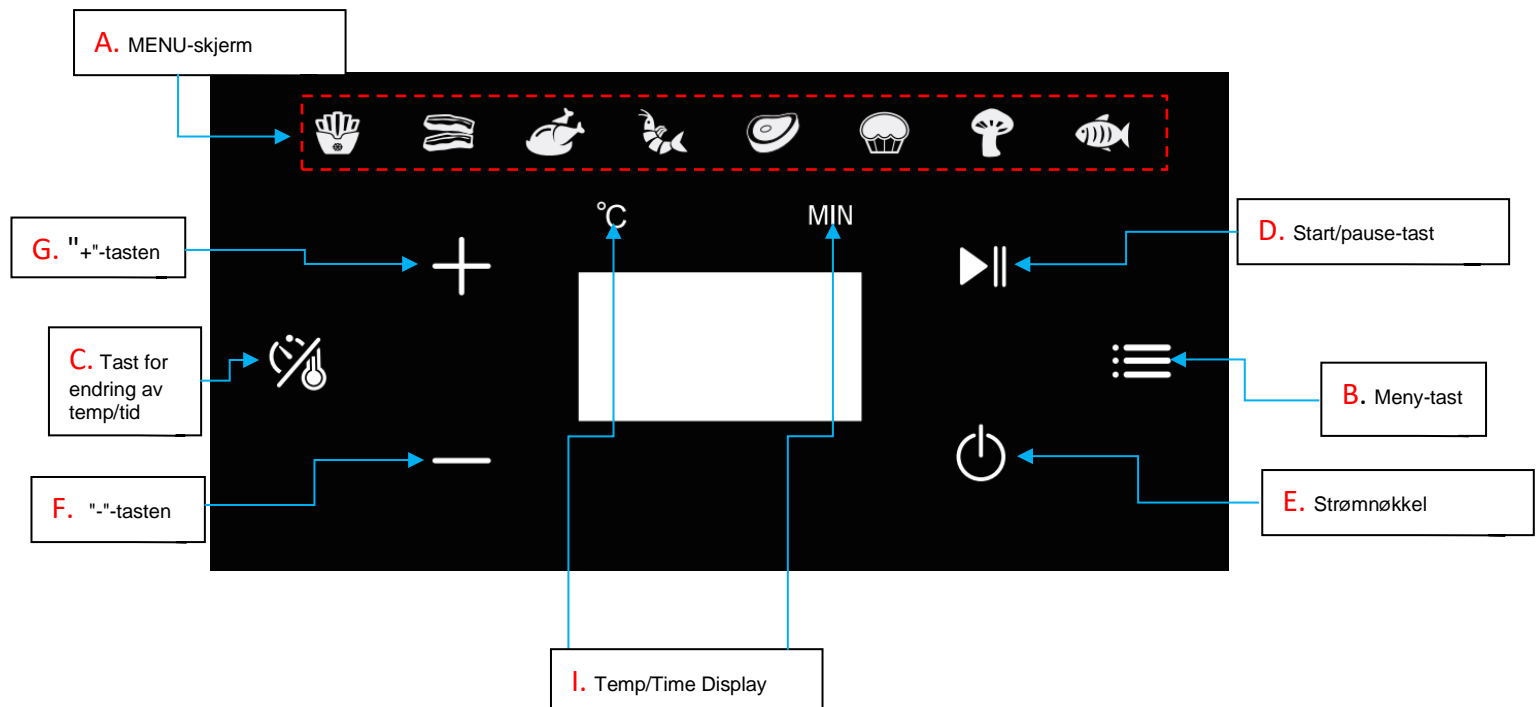 A. MENU-skjerm
°C
MIN
G. "+"-tasten
D. Start/pause-tast
C. Tast for
endring av
temp/tid
B. Meny-tast
F. "-"-tasten
E. Strømnøkkel
I. Temp/Time Display